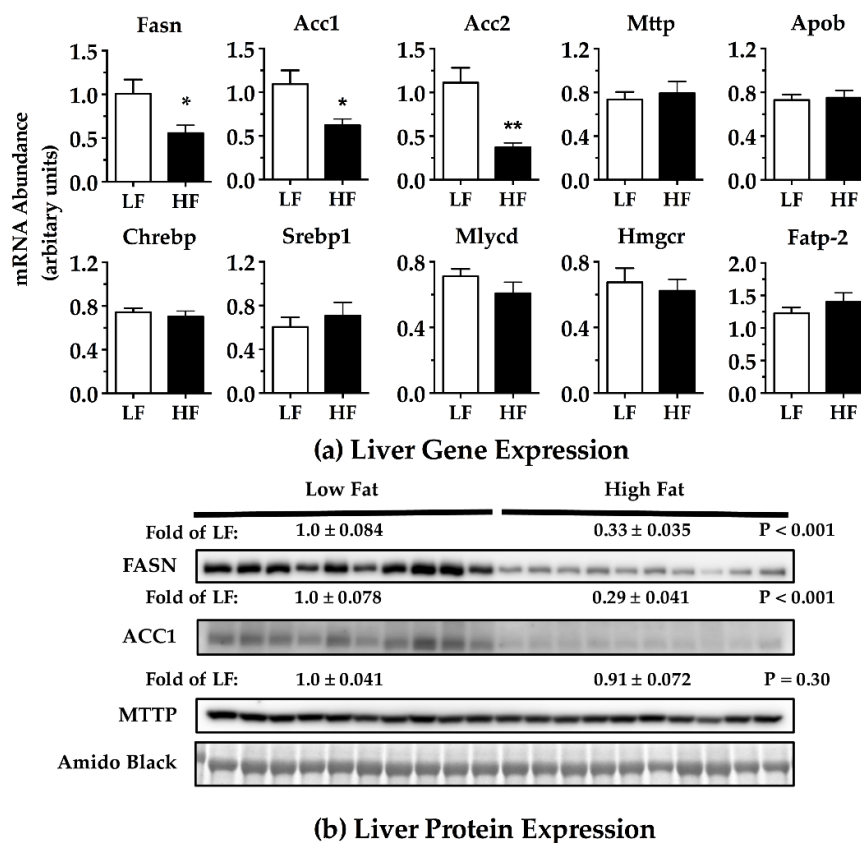 Fasn Acc1 Acc2 Mttp Apob
mRNA Abundance
(arbitary units)
1.5 1.5 1.5 1.2 1.2
1.0 1.0 1.0 0.8 0.8
* * **
0.5 0.5 0.5 0.4 0.4
0.0 0.0 0.0 0.0 0.0
LF HF LF HF LF HF LF HF LF HF
Chrebp Srebp1 Mlycd Hmgcr Fatp-2
1.2 1.2 0.8 0.8 2.0
0.8 0.8 1.5
0.4 0.4 1.0
0.4 0.4 0.5
0.0 0.0 0.0 0.0 0.0
LF HF LF HF LF HF LF HF LF HF
(a) Liver Gene Expression
Low Fat High Fat
Fold of LF: 1.0 ± 0.084 0.33 ± 0.035 P < 0.001
FASN
Fold of LF: 1.0 ± 0.078 0.29 ± 0.041 P < 0.001
ACC1
Fold of LF: 1.0 ± 0.041 0.91 ± 0.072 P = 0.30
MTTP
Amido Black
(b) Liver Protein Expression